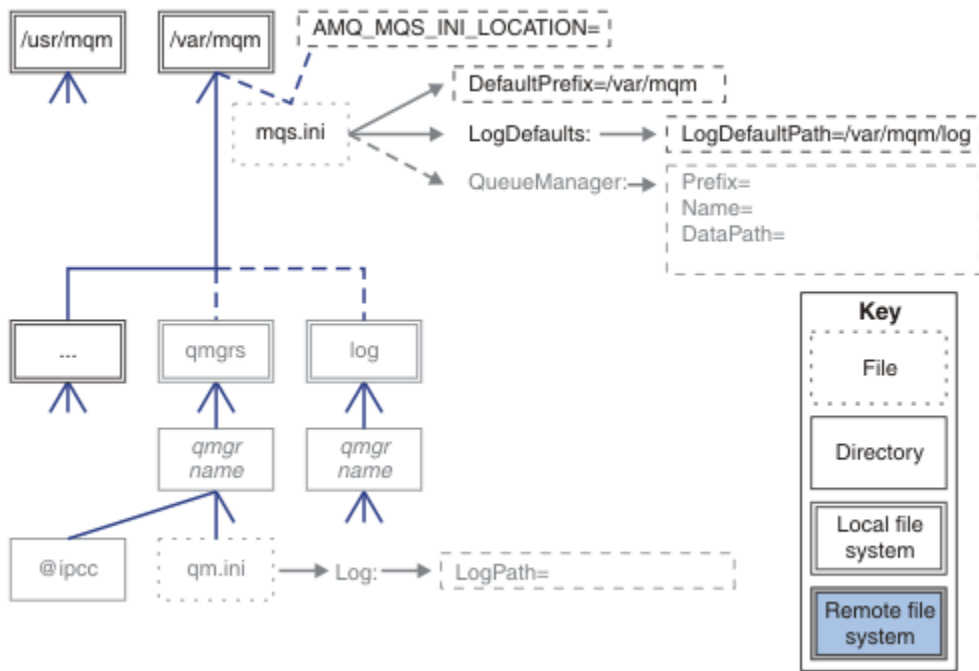 /usr/mqm
/var/mqm
AMQ_MQS_INI_LOCATION=
DefaultPrefix=/var/mqm
mqs.ini
LogDefaults:
LogDefaultPath=/var/mqm/log
QueueManager:
Prefix=
Name=
DataPath=
...
qmgrs
log
qmgr
name
qmgr
name
@ipcc
qm.ini
Log:
LogPath=
Key
File
Directory
Local file
system
Remote file
system